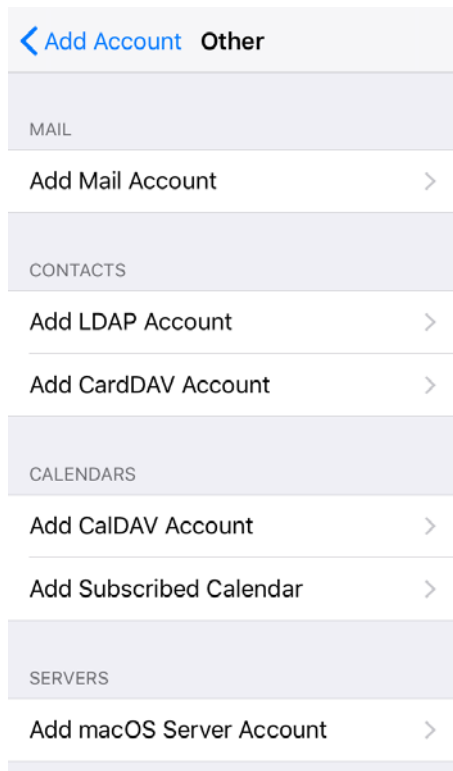 Add Account Other
MAIL
Add Mail Account
CONTACTS
Add LDAP Account
Add CardDAV Account
CALENDARS
Add CalDAV Account
Add Subscribed Calendar
SERVERS
Add macOS Server Account